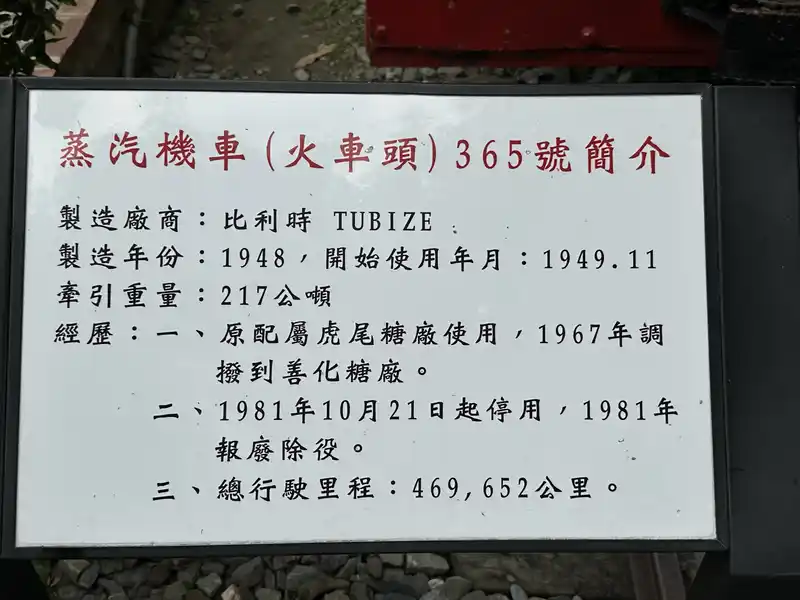 蒸汽機車(火車頭)365號簡介
製造廠商：比利時 TUBIZE
製造年份：1948，開始使用年月：1949.11
牽引重量：217公噸
經歷：一、原配屬虎尾糖廠使用，1967年調
撥到善化糖廠。
二、1981年10月21日起停用，1981年
報廢除役。
三、總行駛里程：469,652公里。